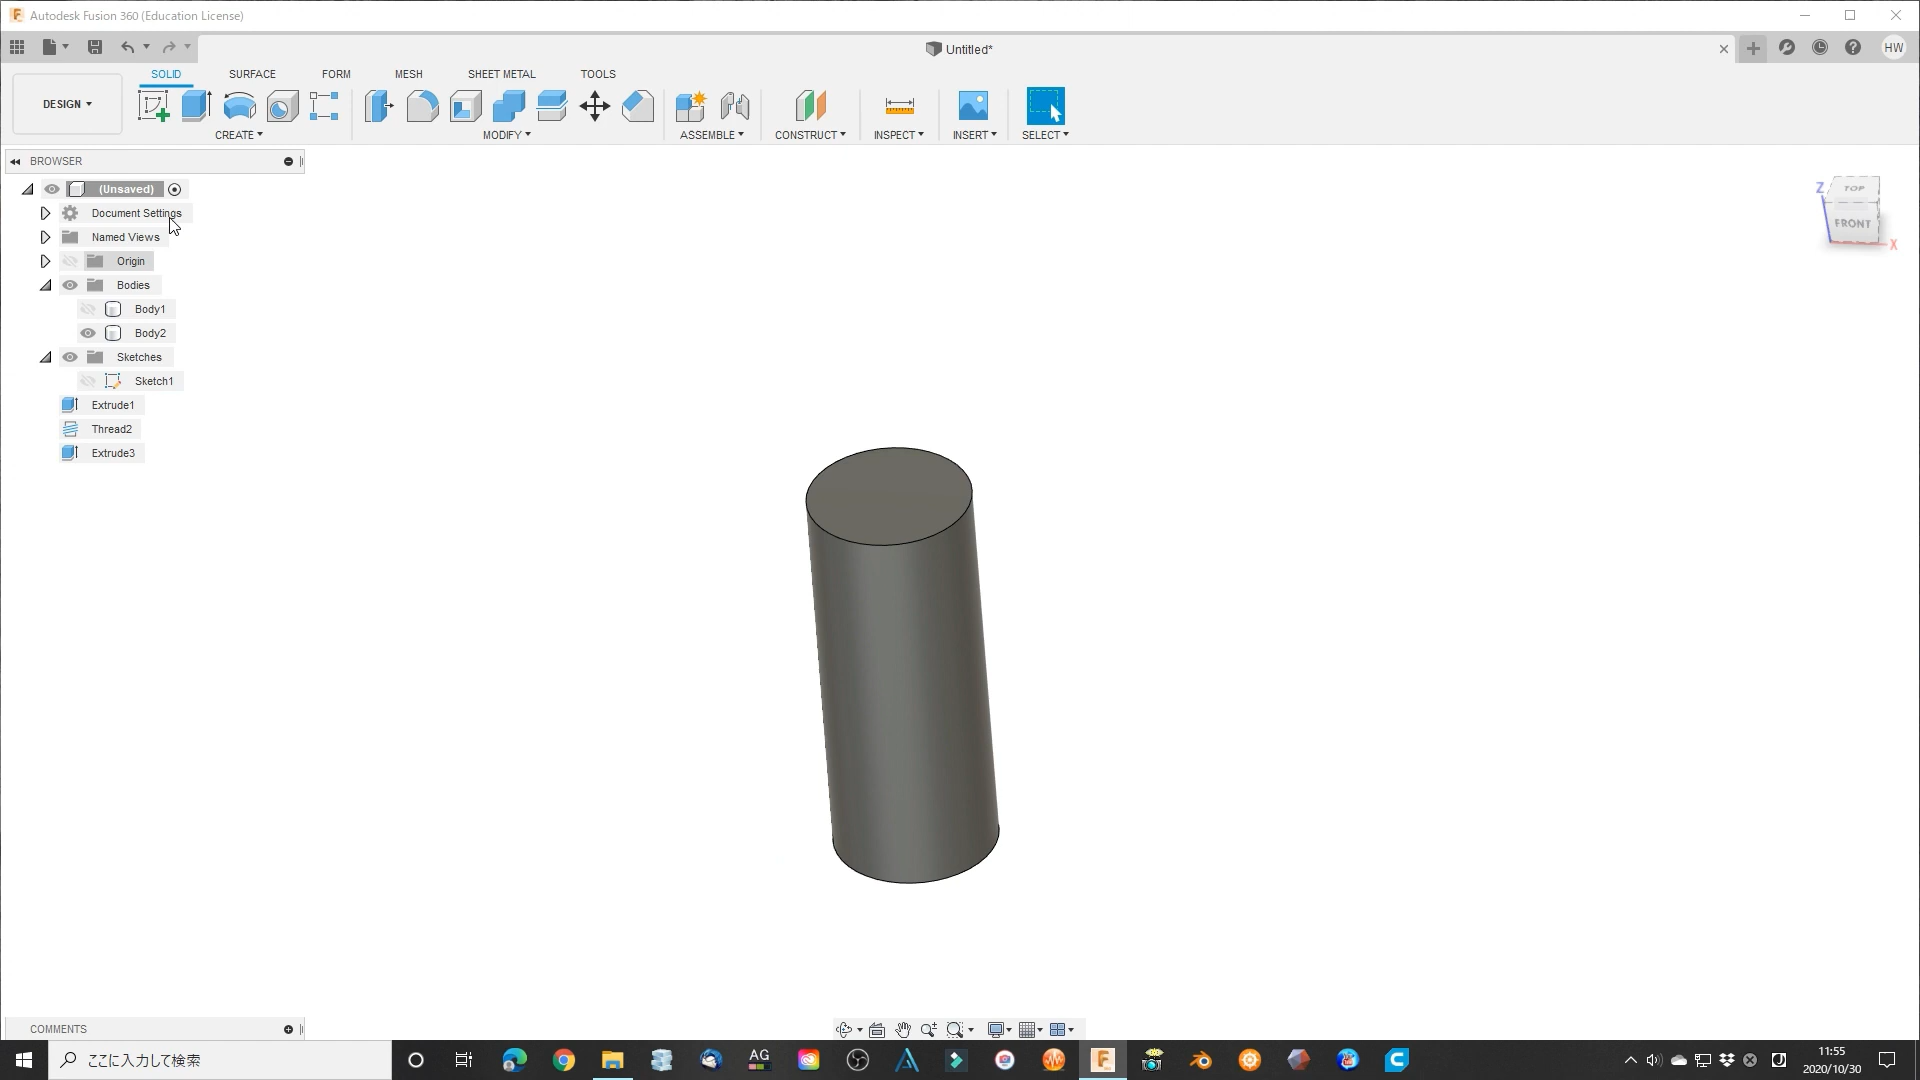 Autodesk Fusion 360 (Education License)
Untitled*
HW
DESIGN
SOLID
SURFACE
FORM
MESH
SHEET METAL
TOOLS
CREATE
MODIFY
ASSEMBLE
CONSTRUCT
INSPECT
INSERT
SELECT
BROWSER
(Unsaved)
Document Settings
Named Views
Origin
Bodies
Body1
Body2
Sketches
Sketch1
Extrude1
Thread2
Extrude3
Z
TOP
FRONT
X
COMMENTS
ここに入力して検索
AG
11:55
2020/10/30